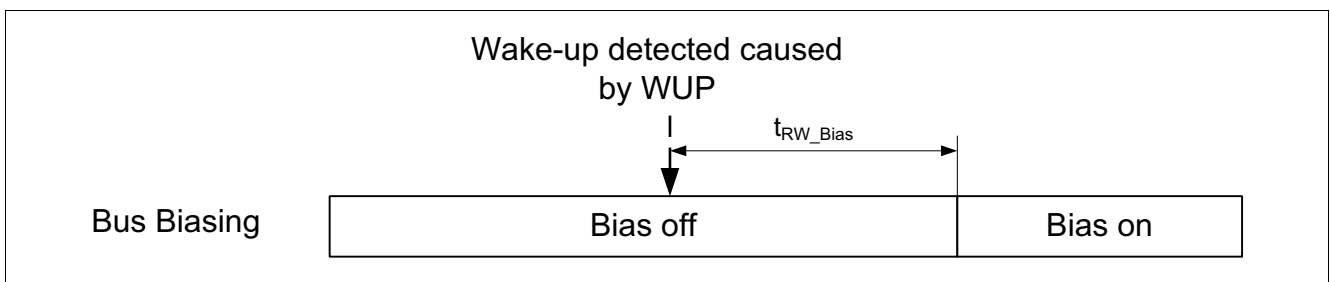 Wake-up detected caused
by WUP
tRW_Bias
Bus Biasing
Bias off
Bias on